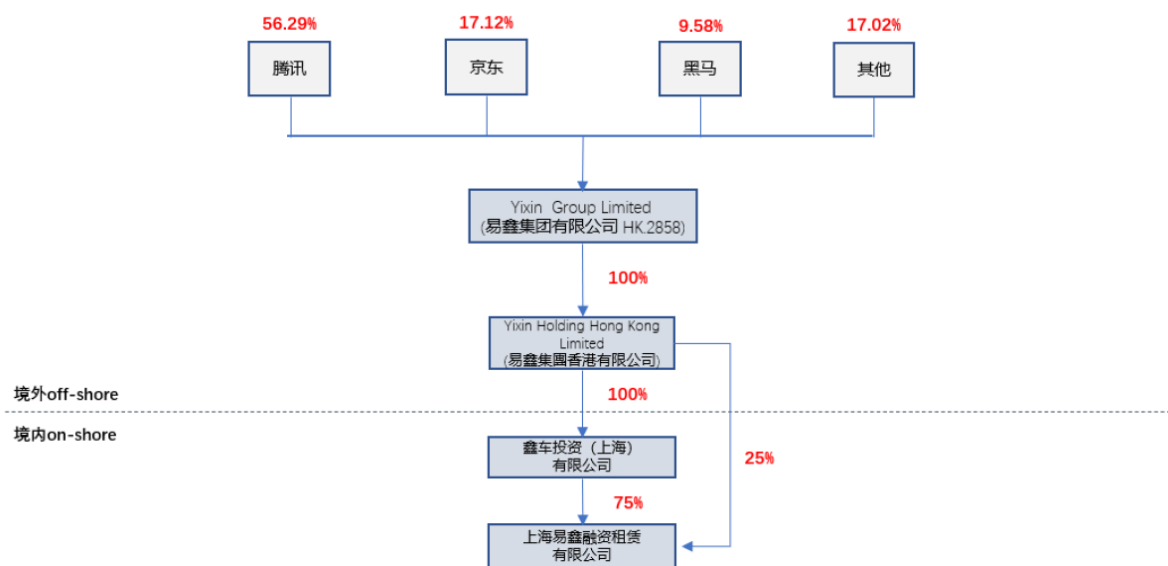 56.29%
17.12%
9.58%
17.02%
腾讯
京东
黑马
其他
Yixin Group Limited
(易鑫集团有限公司 HK.2858)
100%
Yixin Holding Hong Kong
Limited
(易鑫集團香港有限公司)
境外off-shore
100%
境内on-shore
鑫车投资（上海）
有限公司
25%
75%
上海易鑫融资租赁
有限公司